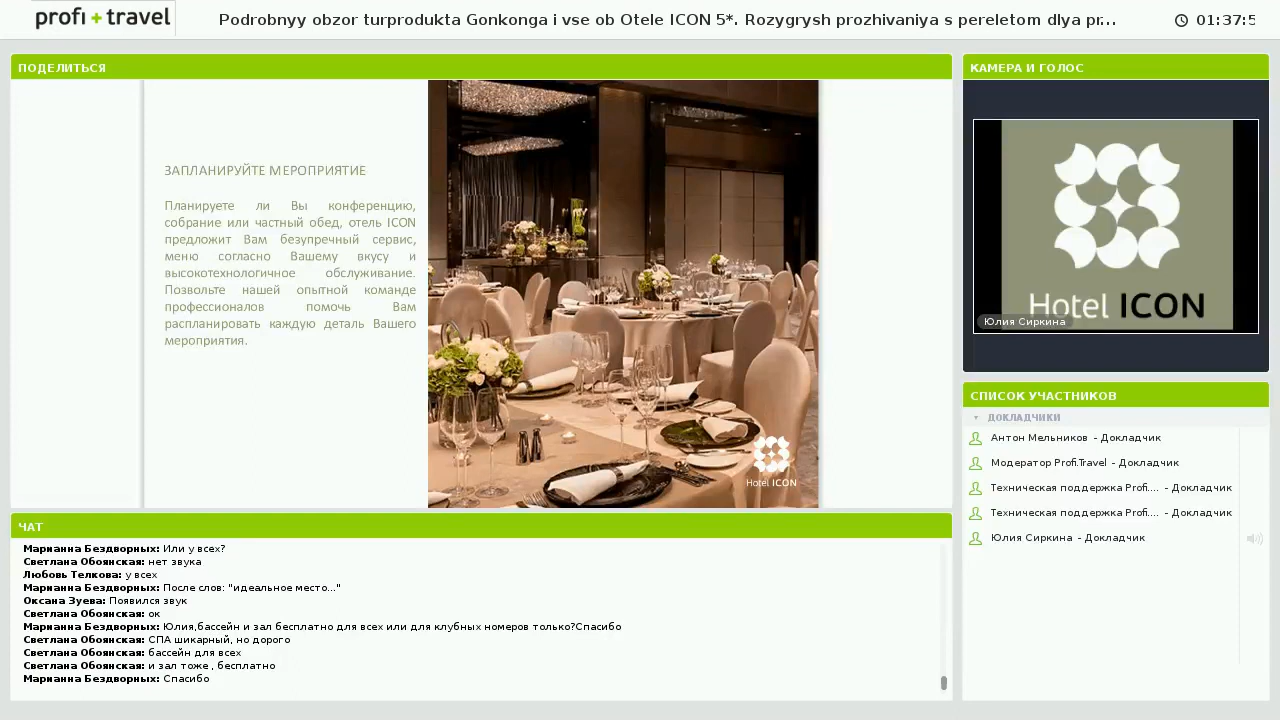 profi + travel
Podrobnyy obzor turprodukta Gonkonga i vse ob Otele ICON 5*. Rozygrysh prozhivaniya s pereletom dlya pr...
01:37:5
ПОДЕЛИТЬСЯ
ЗАПЛАНИРУЙТЕ МЕРОПРИЯТИЕ
Планируете ли Вы конференцию,
собрание или частный обед, отель ICON
предложит Вам безупречный сервис,
меню согласно Вашему вкусу и
высокотехнологичное обслуживание.
Позвольте нашей опытной команде
профессионалов помочь Вам
распланировать каждую деталь Вашего
мероприятия.
Hotel ICON
КАМЕРА И ГОЛОС
Hotel ICON
Юлия Сиркина
СПИСОК УЧАСТНИКОВ
ДОКЛАДЧИКИ
Антон Мельников - Докладчик
Модератор Profi.Travel - Докладчик
Техническая поддержка Profi.... - Докладчик
Техническая поддержка Profi.... - Докладчик
Юлия Сиркина - Докладчик
ЧАТ
Марианна Бездворных: Или у всех?
Светлана Обоянская: нет звука
Любовь Телкова: у всех
Марианна Бездворных: После слов: "идеальное место..."
Оксана Зуева: Появился звук
Светлана Обоянская: ок
Марианна Бездворных: Юлия,бассейн и зал бесплатно для всех или для клубных номеров только?Спасибо
Светлана Обоянская: СПА шикарный, но дорого
Светлана Обоянская: бассейн для всех
Светлана Обоянская: и зал тоже , бесплатно
Марианна Бездворных: Спасибо